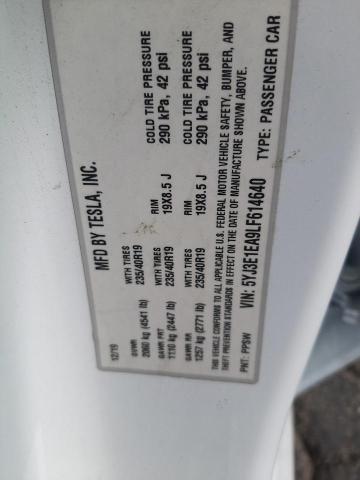 MFD BY TESLA, INC.
12/19
GVWR
2060 kg (4541 lb)
GAWR FRT WITH TIRES RIM COLD TIRE PRESSURE
1110 kg (2447 lb) 235/40R19 19X8.5 J 290 kPa, 42 psi
GAWR RR WITH TIRES RIM COLD TIRE PRESSURE
1257 kg (2771 lb) 235/40R19 19X8.5 J 290 kPa, 42 psi
THIS VEHICLE CONFORMS TO ALL APPLICABLE U.S. FEDERAL MOTOR VEHICLE SAFETY, BUMPER, AND
THEFT PREVENTION STANDARDS IN EFFECT ON THE DATE OF MANUFACTURE SHOWN ABOVE.
VIN: 5YJ3E1EA9LF614640 TYPE: PASSENGER CAR
PNT: PPSW